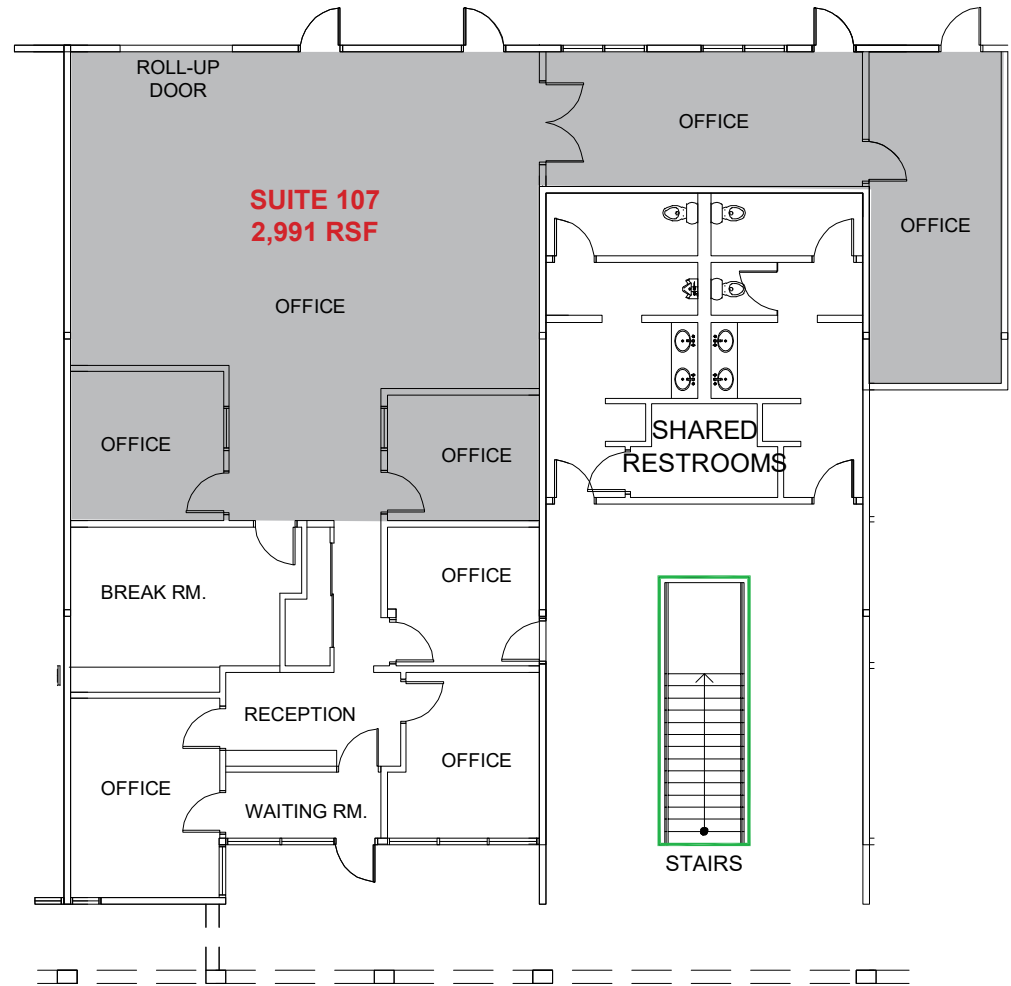 ROLL-UP
DOOR
OFFICE
SUITE 107
2,991 RSF
OFFICE
OFFICE
OFFICE
OFFICE
SHARED
RESTROOMS
OFFICE
BREAK RM.
OFFICE
RECEPTION
OFFICE
OFFICE
WAITING RM.
STAIRS